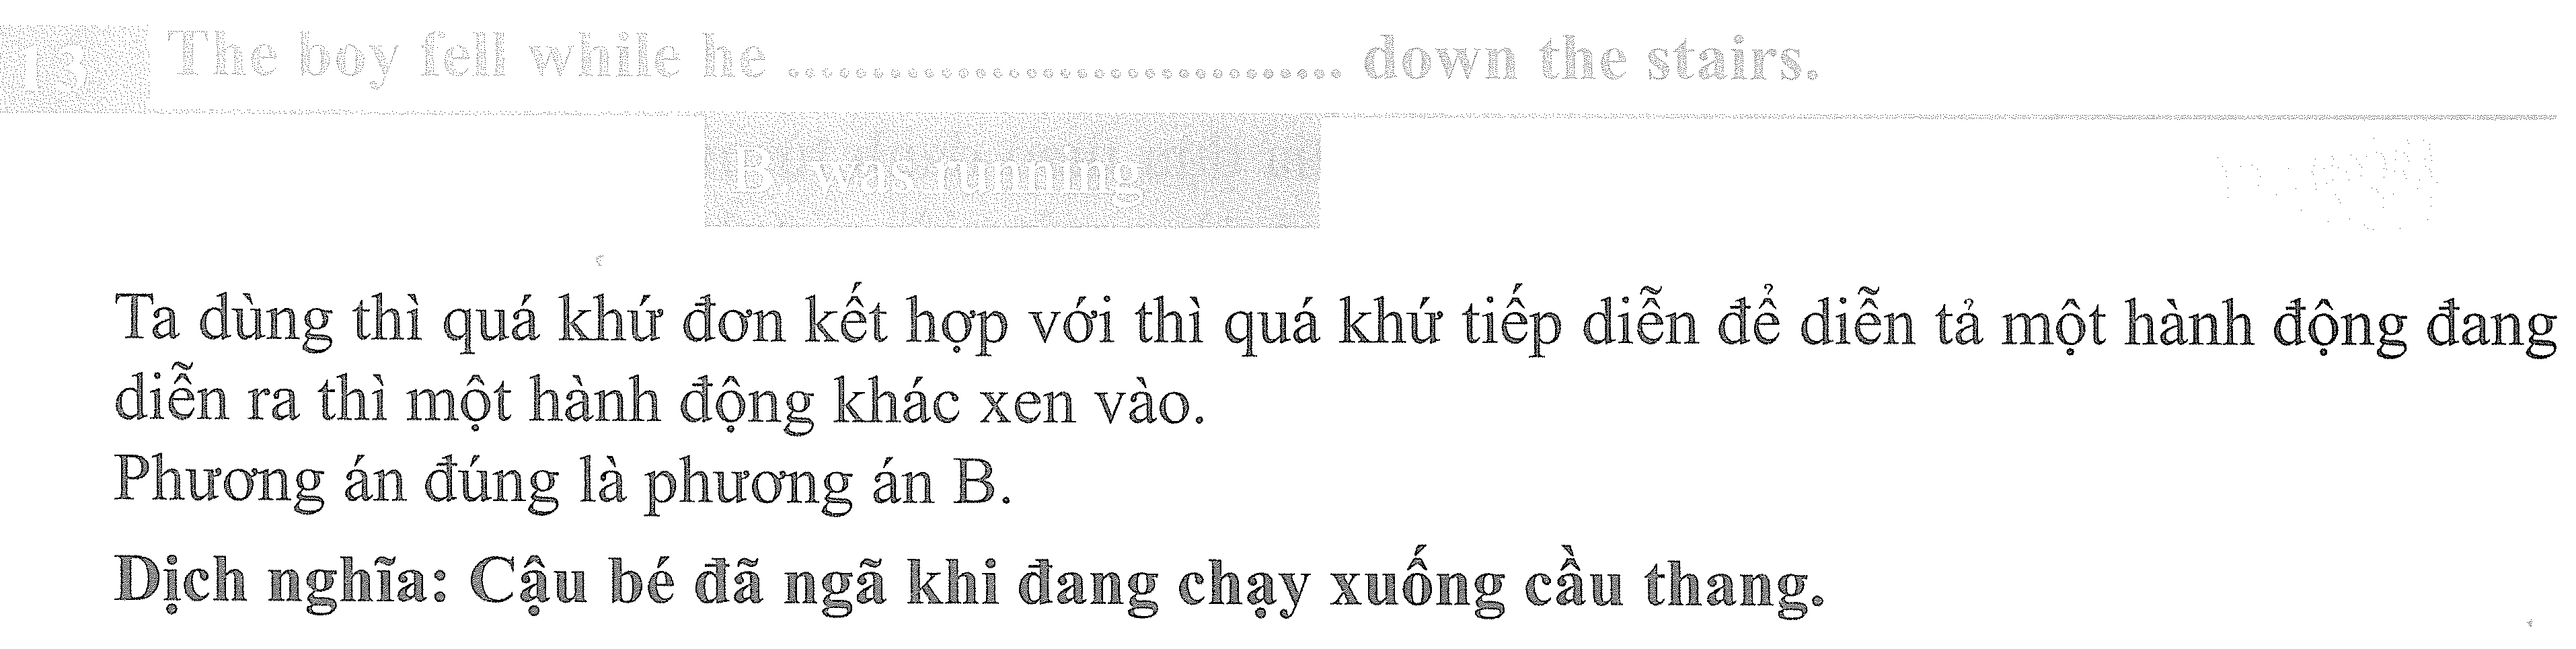 13 The boy fell while he ................................. down the stairs.
B. was running
Ta dùng thì quá khứ đơn kết hợp với thì quá khứ tiếp diễn để diễn tả một hành động đang
diễn ra thì một hành động khác xen vào.
Phương án đúng là phương án B.
Dịch nghĩa: Cậu bé đã ngã khi đang chạy xuống cầu thang.